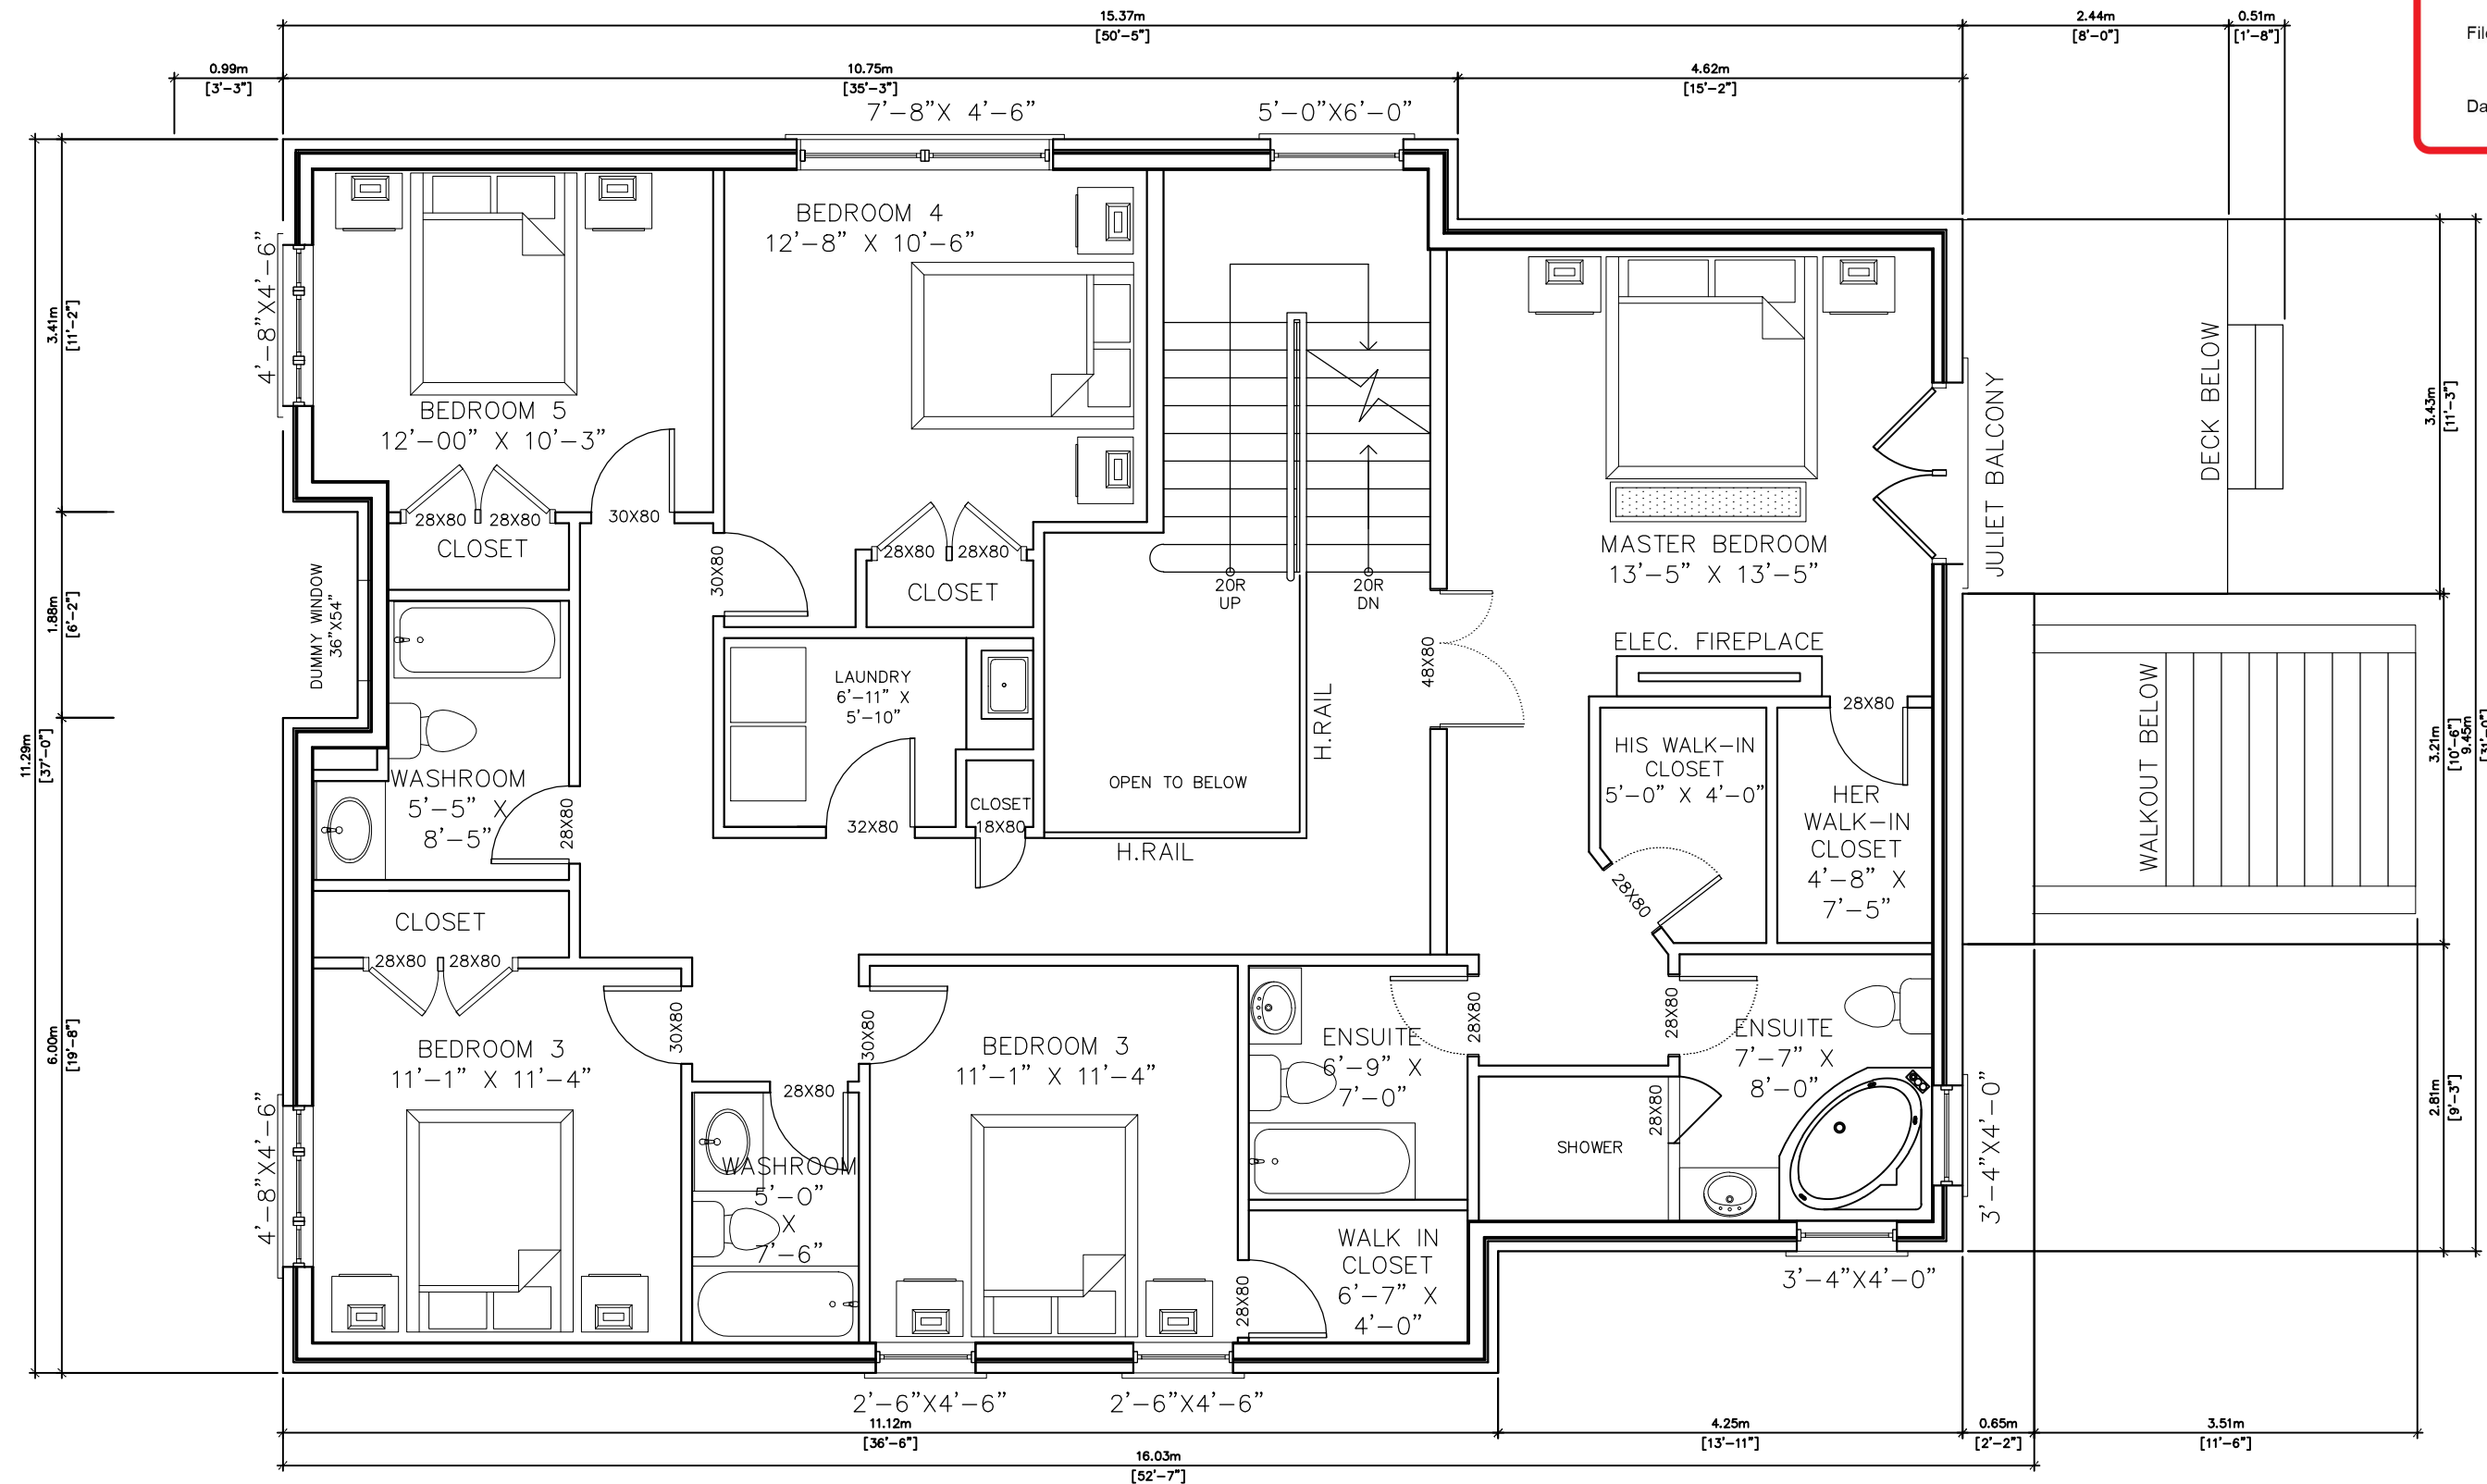 15.37m
[50'-5"]
2.44m
[8'-0"]
0.51m
[1'-8"]
0.99m
[3'-3"]
10.75m
[35'-3"]
4.62m
[15'-2"]
7'-8"X 4'-6"
5'-0"X6'-0"
BEDROOM 4
12'-8" X 10'-6"
4'-8"X4'-6"
3.41m
[11'-2"]
BEDROOM 5
12'-00" X 10'-3"
28X80
28X80
30X80
CLOSET
30X80
28X80
28X80
CLOSET
20R
UP
20R
DN
MASTER BEDROOM
13'-5" X 13'-5"
JULIET BALCONY
DECK BELOW
3.43m
[11'-3"]
DUMMY WINDOW
36"X54"
1.88m
[6'-2"]
11.29m
[37'-0"]
LAUNDRY
6'-11" X
5'-10"
48X80
ELEC. FIREPLACE
28X80
H.RAIL
HIS WALK-IN
CLOSET
5'-0" X 4'-0"
HER
WALK-IN
CLOSET
4'-8" X
7'-5"
WALKOUT BELOW
3.21m
[10'-6"]
9.45m
[31'-0"]
WASHROOM
5'-5" X
8'-5"
28X80
32X80
CLOSET
18X80
OPEN TO BELOW
H.RAIL
28X80
CLOSET
28X80
28X80
6.00m
[19'-8"]
BEDROOM 3
11'-1" X 11'-4"
30X80
30X80
BEDROOM 3
11'-1" X 11'-4"
ENSUITE
6'-9" X
7'-0"
28X80
28X80
ENSUITE
7'-7" X
8'-0"
28X80
28X80
SHOWER
WASHROOM
5'-0"
X
7'-6"
4'-8"X4'-6"
3'-4"X4'-0"
2.81m
[9'-3"]
28X80
WALK IN
CLOSET
6'-7" X
4'-0"
3'-4"X4'-0"
2'-6"X4'-6"
2'-6"X4'-6"
11.12m
[36'-6"]
4.25m
[13'-11"]
0.65m
[2'-2"]
3.51m
[11'-6"]
16.03m
[52'-7"]